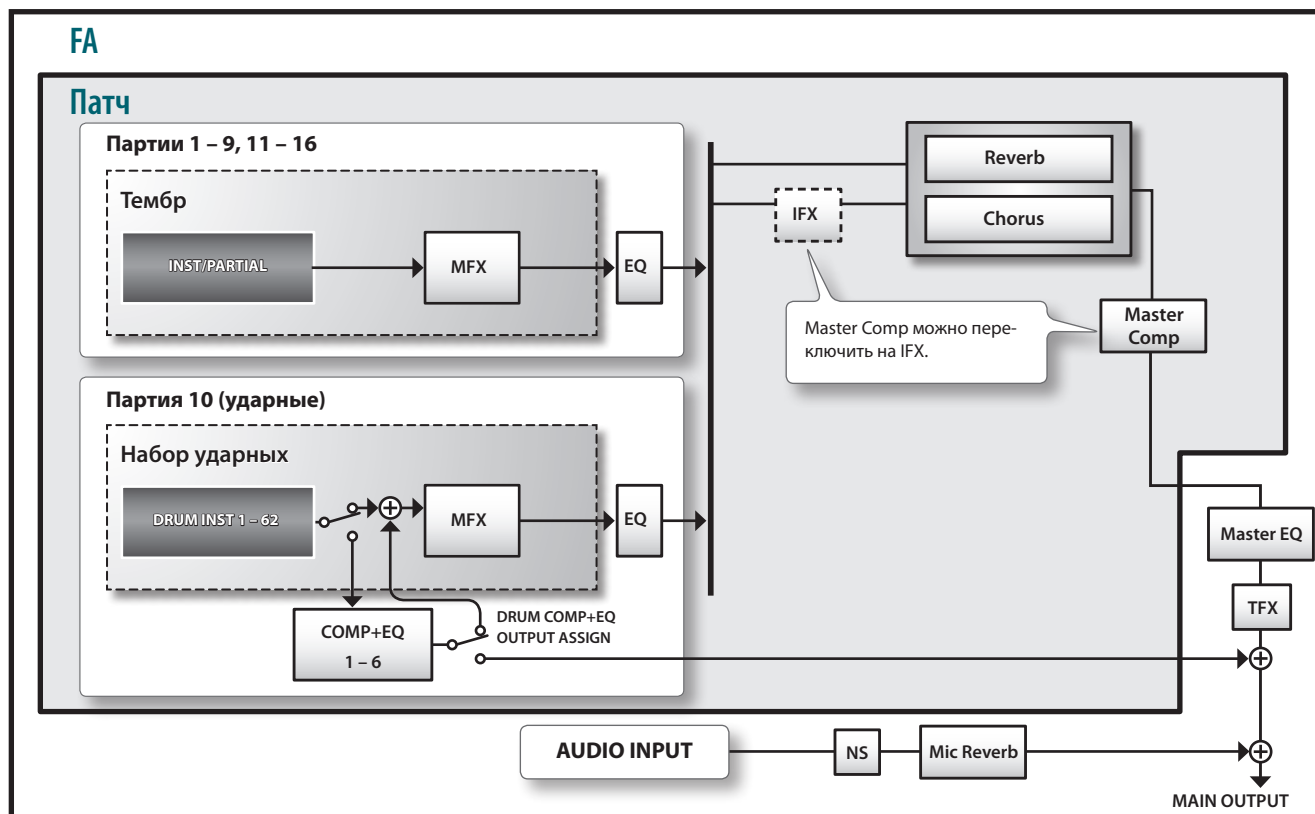 FA
Патч
Партии 1 – 9, 11 – 16
Тембр
INST/PARTIAL
MFX
EQ
IFX
Reverb
Chorus
Master Comp можно пере-
ключить на IFX.
Master
Comp
Партия 10 (ударные)
Набор ударных
DRUM INST 1 – 62
MFX
EQ
COMP+EQ
1 – 6
DRUM COMP+EQ
OUTPUT ASSIGN
Master EQ
TFX
AUDIO INPUT
NS
Mic Reverb
MAIN OUTPUT